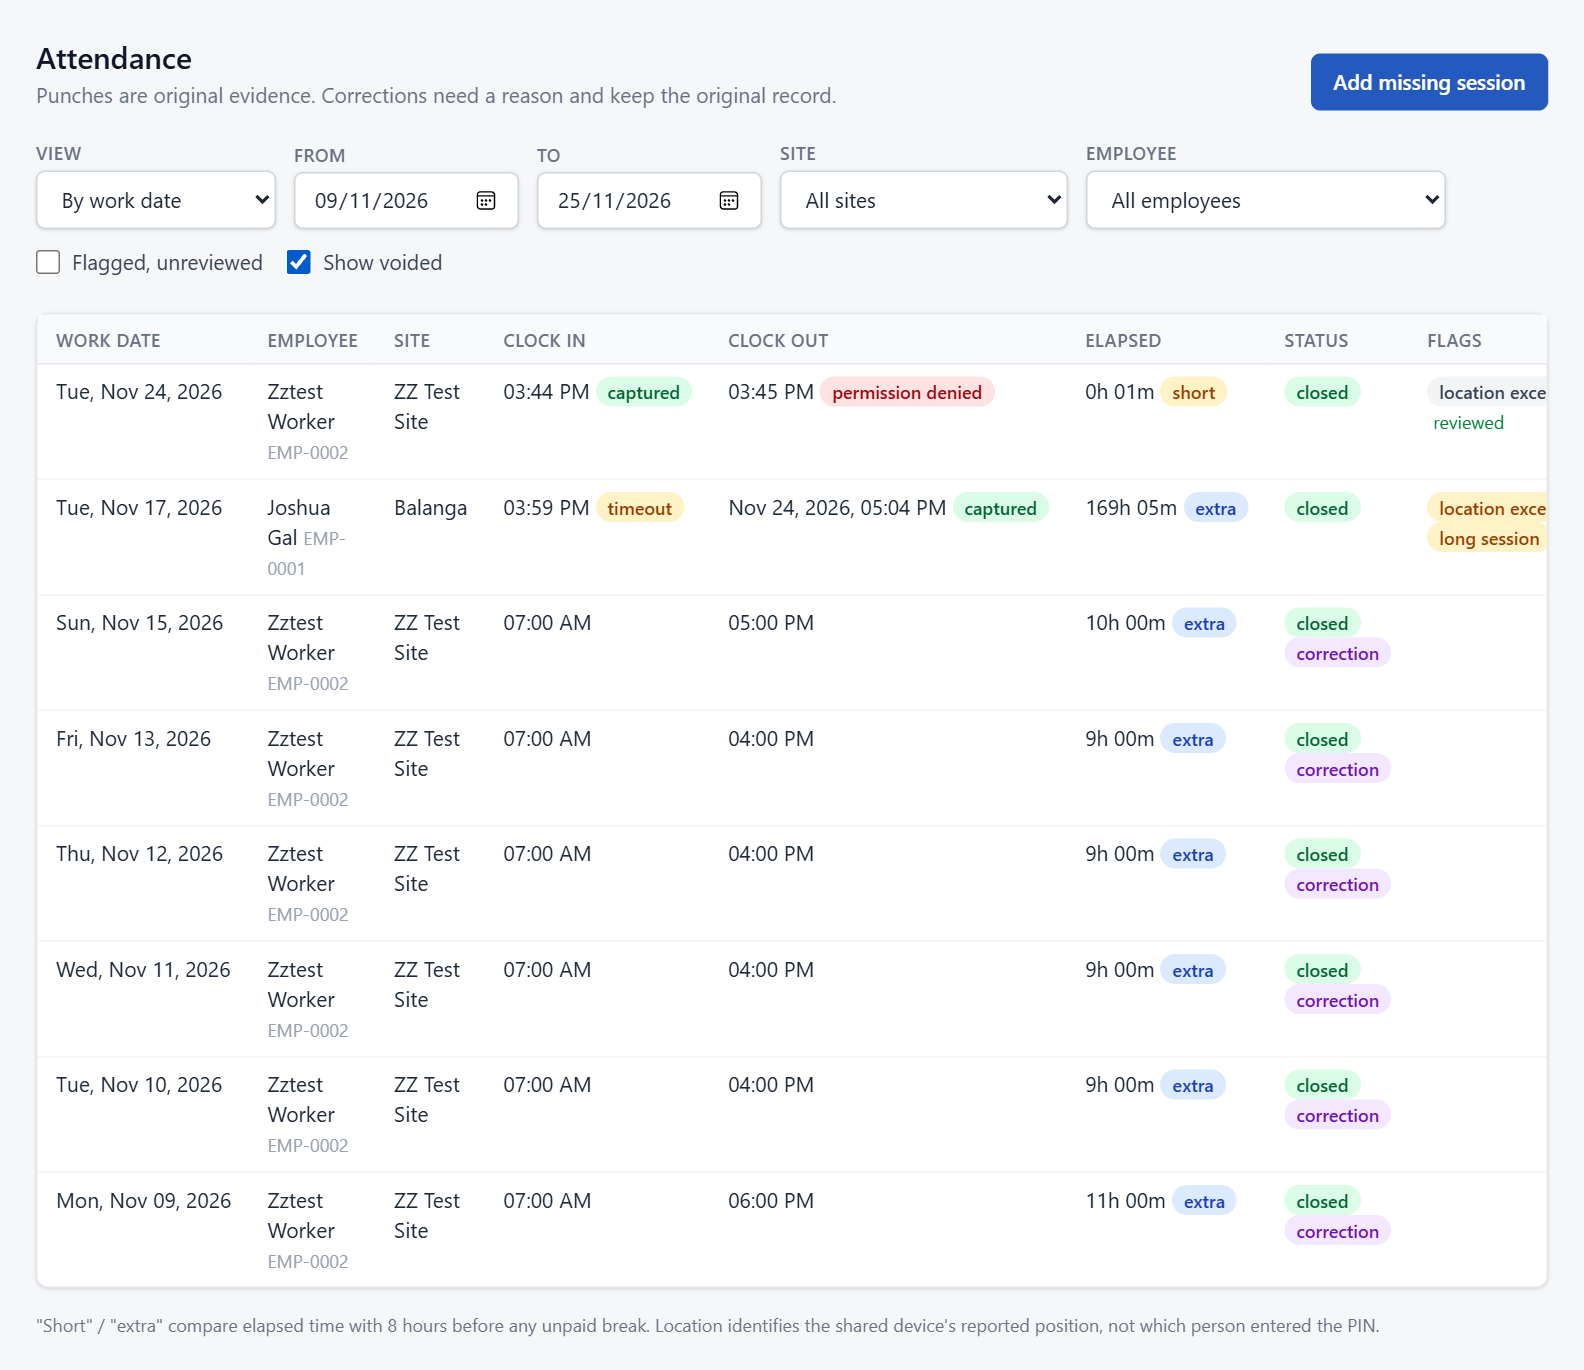 Attendance
Punches are original evidence. Corrections need a reason and keep the original record.
Add missing session
VIEW FROM TO SITE EMPLOYEE
By work date 09/11/2026 25/11/2026 All sites All employees
Flagged, unreviewed Show voided
WORK DATE EMPLOYEE SITE CLOCK IN CLOCK OUT ELAPSED STATUS FLAGS
Tue, Nov 24, 2026 Zztest ZZ Test 03:44 PM captured 03:45 PM permission denied 0h 01m short closed location exce
Worker Site reviewed
EMP-0002
Tue, Nov 17, 2026 Joshua Balanga 03:59 PM timeout Nov 24, 2026, 05:04 PM captured 169h 05m extra closed location exce
Gal EMP- long session
0001
Sun, Nov 15, 2026 Zztest ZZ Test 07:00 AM 05:00 PM 10h 00m extra closed
Worker Site correction
EMP-0002
Fri, Nov 13, 2026 Zztest ZZ Test 07:00 AM 04:00 PM 9h 00m extra closed
Worker Site correction
EMP-0002
Thu, Nov 12, 2026 Zztest ZZ Test 07:00 AM 04:00 PM 9h 00m extra closed
Worker Site correction
EMP-0002
Wed, Nov 11, 2026 Zztest ZZ Test 07:00 AM 04:00 PM 9h 00m extra closed
Worker Site correction
EMP-0002
Tue, Nov 10, 2026 Zztest ZZ Test 07:00 AM 04:00 PM 9h 00m extra closed
Worker Site correction
EMP-0002
Mon, Nov 09, 2026 Zztest ZZ Test 07:00 AM 06:00 PM 11h 00m extra closed
Worker Site correction
EMP-0002
"Short" / "extra" compare elapsed time with 8 hours before any unpaid break. Location identifies the shared device's reported position, not which person entered the PIN.